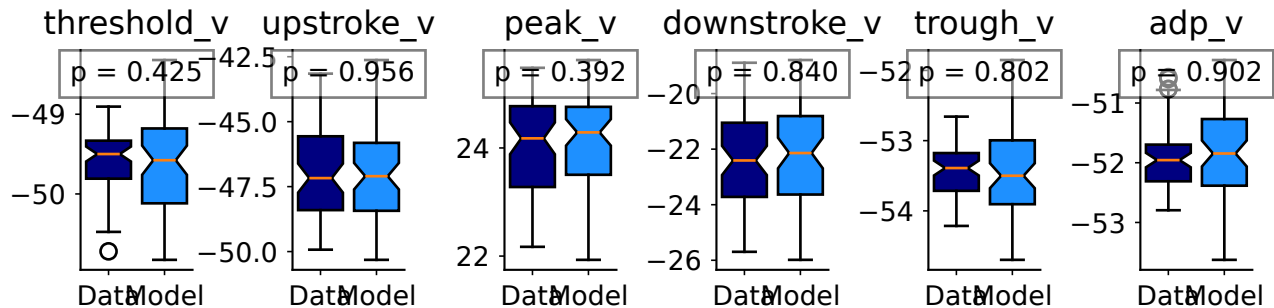 threshold_v
p = 0.425
−49
−50
Data Model
upstroke_v
p = 0.956
−42.5
−45.0
−47.5
−50.0
Data Model
peak_v
p = 0.392
24
22
Data Model
downstroke_v
p = 0.840
−20
−22
−24
−26
Data Model
trough_v
p = 0.802
−52
−53
−54
Data Model
adp_v
p = 0.902
−51
−52
−53
Data Model